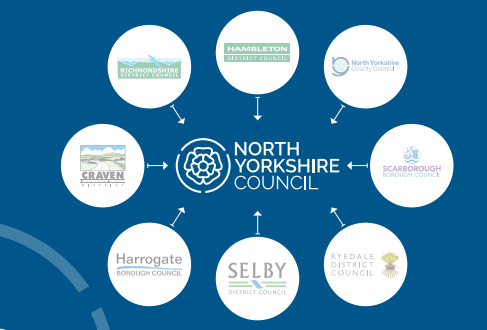 HAMBLETON
DISTRICT COUNCIL
RICHMONDSHIRE
DISTRICT COUNCIL
North Yorkshire
County Council
NORTH
YORKSHIRE
COUNCIL
CRAVEN
DISTRICT
SCARBOROUGH
BOROUGH COUNCIL
Harrogate
BOROUGH COUNCIL
SELBY
DISTRICT COUNCIL
RYEDALE
DISTRICT
COUNCIL